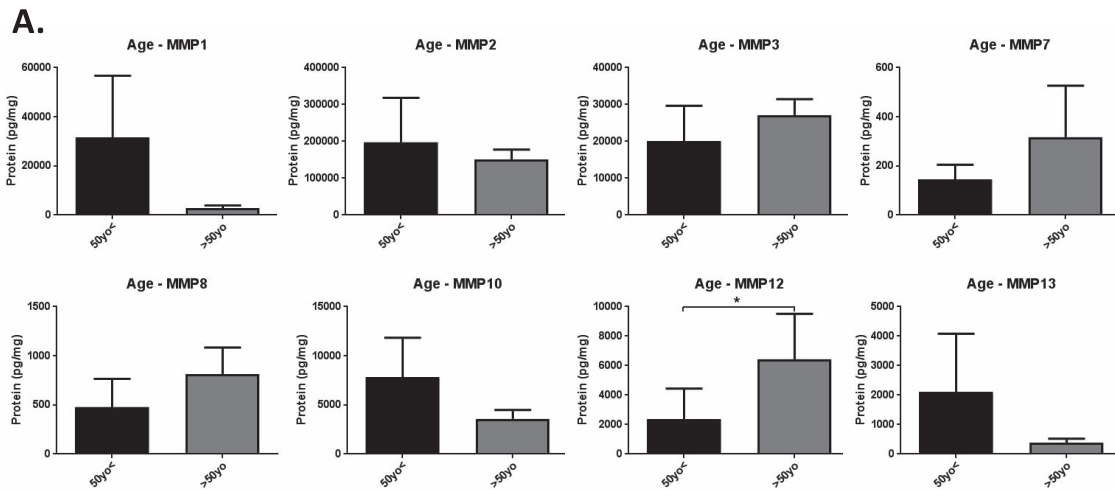 A.
Age - MMP1
Age - MMP2
Age - MMP3
Age - MMP7
Protein (pg/mg)
60000
40000
20000
0
50yo<
>50yo
Protein (pg/mg)
400000
300000
200000
100000
0
50yo<
>50yo
Protein (pg/mg)
40000
30000
20000
10000
0
50yo<
>50yo
Protein (pg/mg)
600
400
200
0
50yo<
>50yo
Age - MMP8
Age - MMP10
Age - MMP12
Age - MMP13
Protein (pg/mg)
1500
1000
500
0
50yo<
>50yo
Protein (pg/mg)
15000
10000
5000
0
50yo<
>50yo
Protein (pg/mg)
10000
8000
6000
4000
2000
0
*
50yo<
>50yo
Protein (pg/mg)
5000
4000
3000
2000
1000
0
50yo<
>50yo